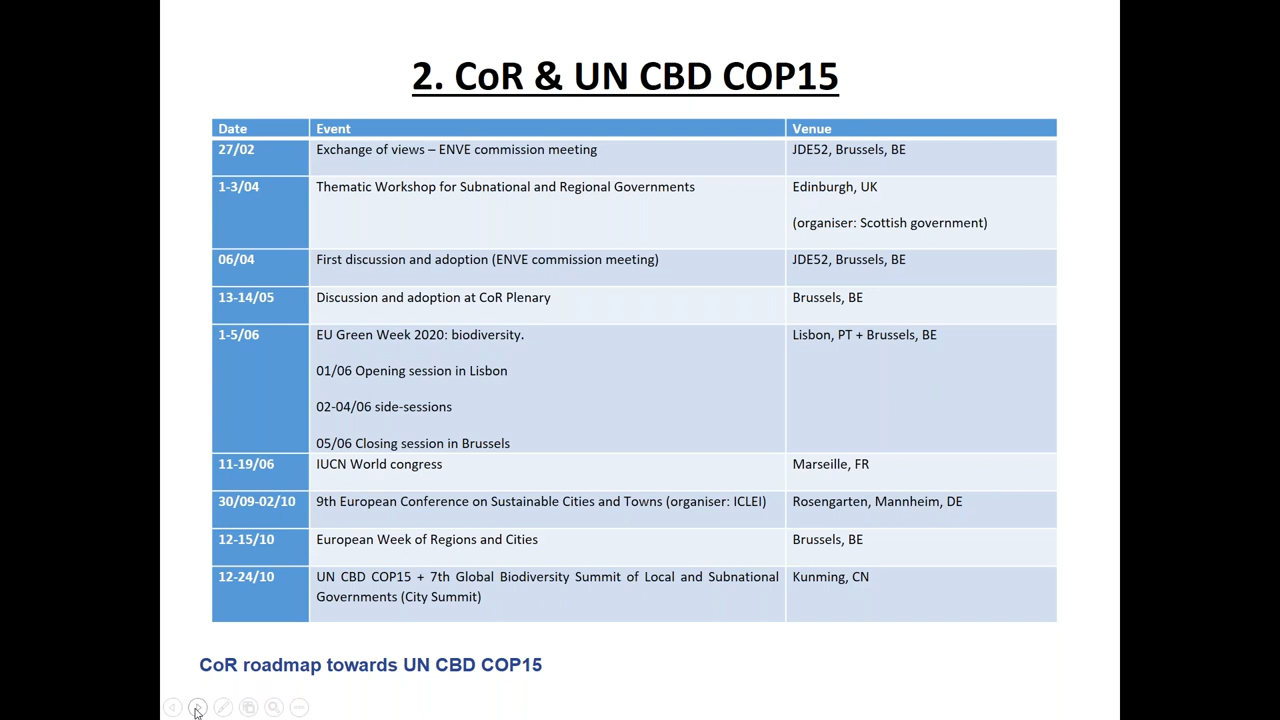 2. CoR & UN CBD COP15
Date Event Venue
27/02 Exchange of views – ENVE commission meeting JDE52, Brussels, BE
1-3/04 Thematic Workshop for Subnational and Regional Governments Edinburgh, UK
(organiser: Scottish government)
06/04 First discussion and adoption (ENVE commission meeting) JDE52, Brussels, BE
13-14/05 Discussion and adoption at CoR Plenary Brussels, BE
1-5/06 EU Green Week 2020: biodiversity. Lisbon, PT + Brussels, BE
01/06 Opening session in Lisbon
02-04/06 side-sessions
05/06 Closing session in Brussels
11-19/06 IUCN World congress Marseille, FR
30/09-02/10 9th European Conference on Sustainable Cities and Towns (organiser: ICLEI) Rosengarten, Mannheim, DE
12-15/10 European Week of Regions and Cities Brussels, BE
12-24/10 UN CBD COP15 + 7th Global Biodiversity Summit of Local and Subnational Kunming, CN
Governments (City Summit)
CoR roadmap towards UN CBD COP15